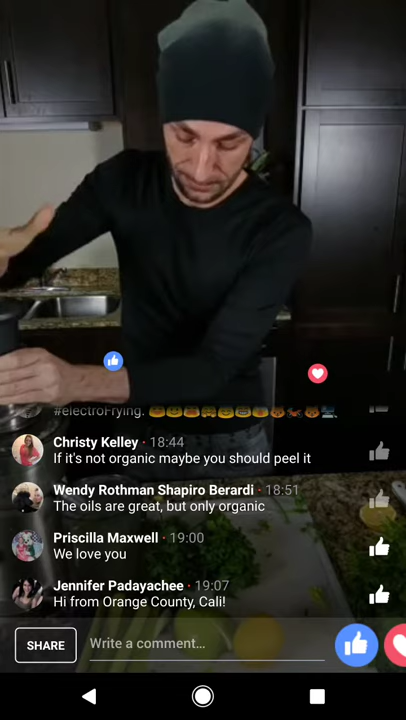 #electroFrying.
Christy Kelley · 18:44
If it's not organic maybe you should peel it
Wendy Rothman Shapiro Berardi · 18:51
The oils are great, but only organic
Priscilla Maxwell · 19:00
We love you
Jennifer Padayachee · 19:07
Hi from Orange County, Cali!
SHARE
Write a comment...